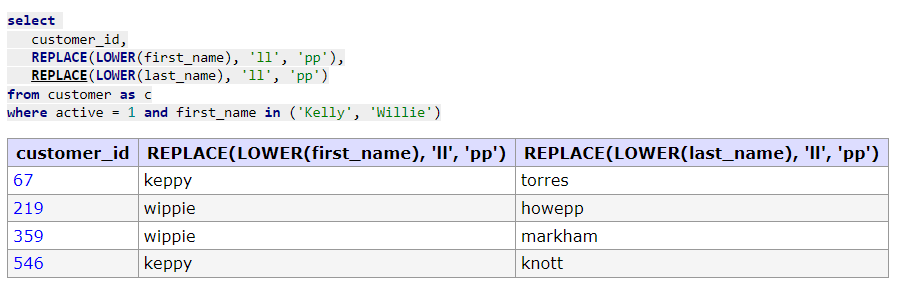 select
customer_id,
REPLACE(LOWER(first_name), 'll', 'pp'),
REPLACE(LOWER(last_name), 'll', 'pp')
from customer as c
where active = 1 and first_name in ('Kelly', 'Willie')
customer_id REPLACE(LOWER(first_name), 'll', 'pp') REPLACE(LOWER(last_name), 'll', 'pp')
67 keppy torres
219 wippie howepp
359 wippie markham
546 keppy knott